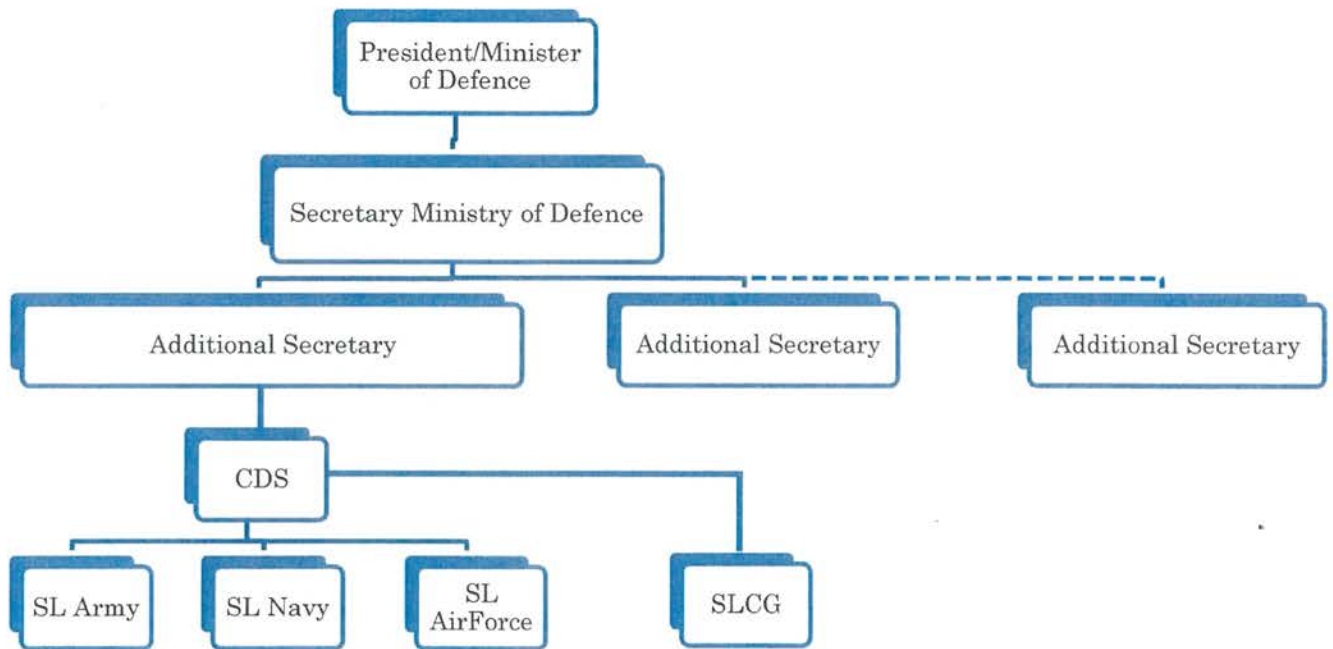 President/Minister
of Defence
Secretary Ministry of Defence
Additional Secretary
Additional Secretary
Additional Secretary
CDS
SL Army
SL Navy
SL
AirForce
SLCG